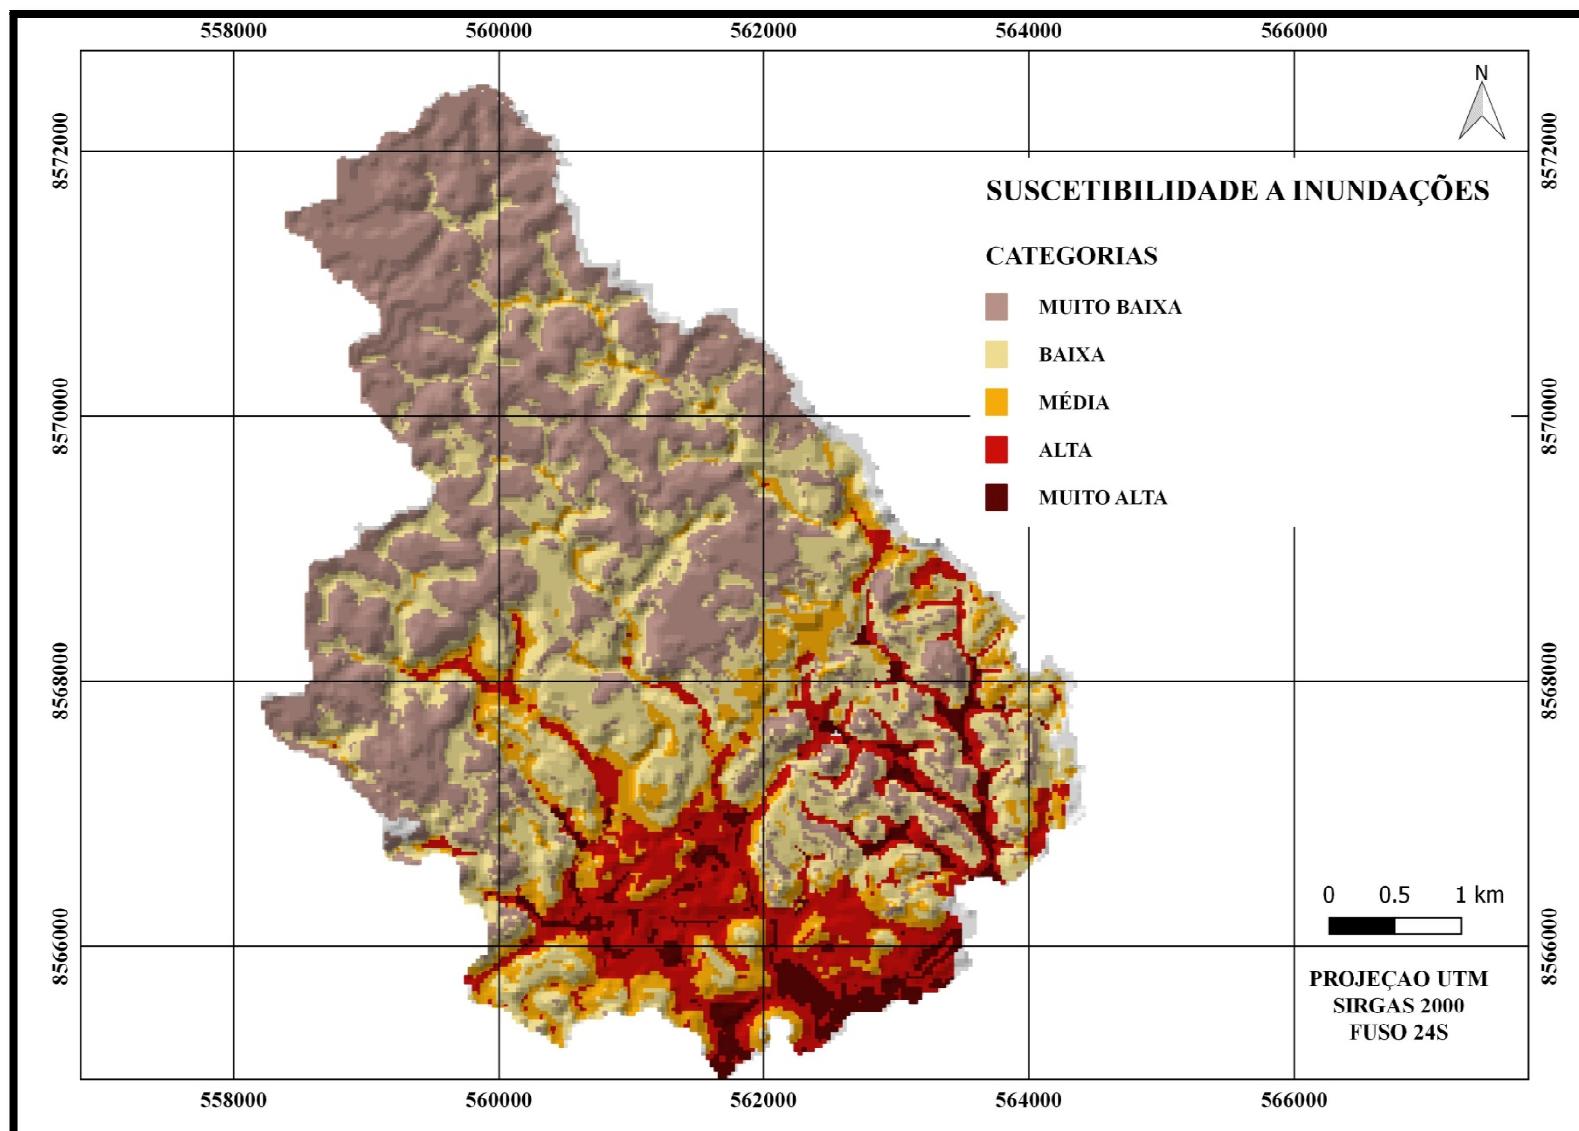 558000 560000 562000 564000 566000
N
8572000 8572000
SUSCETIBILIDADE A INUNDAÇÕES
CATEGORIAS
MUITO BAIXA
BAIXA
MÉDIA
8570000 8570000
ALTA
MUITO ALTA
8568000 8568000
0 0.5 1 km
8566000 8566000
PROJEÇAO UTM
SIRGAS 2000
FUSO 24S
558000 560000 562000 564000 566000